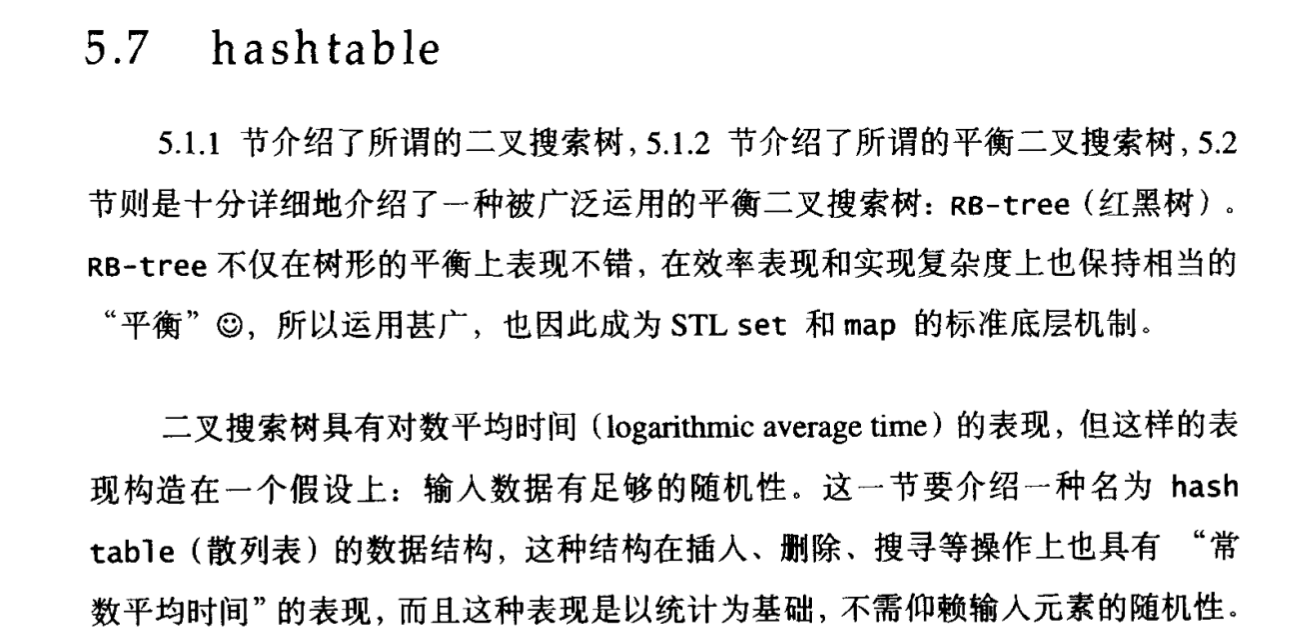 5.7 hashtable
5.1.1 节介绍了所谓的二叉搜索树，5.1.2 节介绍了所谓的平衡二叉搜索树，5.2
节则是十分详细地介绍了一种被广泛运用的平衡二叉搜索树：RB-tree（红黑树）。
RB-tree 不仅在树形的平衡上表现不错，在效率表现和实现复杂度上也保持相当的
“平衡”☺，所以运用甚广，也因此成为 STL set 和 map 的标准底层机制。
二叉搜索树具有对数平均时间（logarithmic average time）的表现，但这样的表
现构造在一个假设上：输入数据有足够的随机性。这一节要介绍一种名为 hash
table（散列表）的数据结构，这种结构在插入、删除、搜寻等操作上也具有 “常
数平均时间”的表现，而且这种表现是以统计为基础，不需仰赖输入元素的随机性。